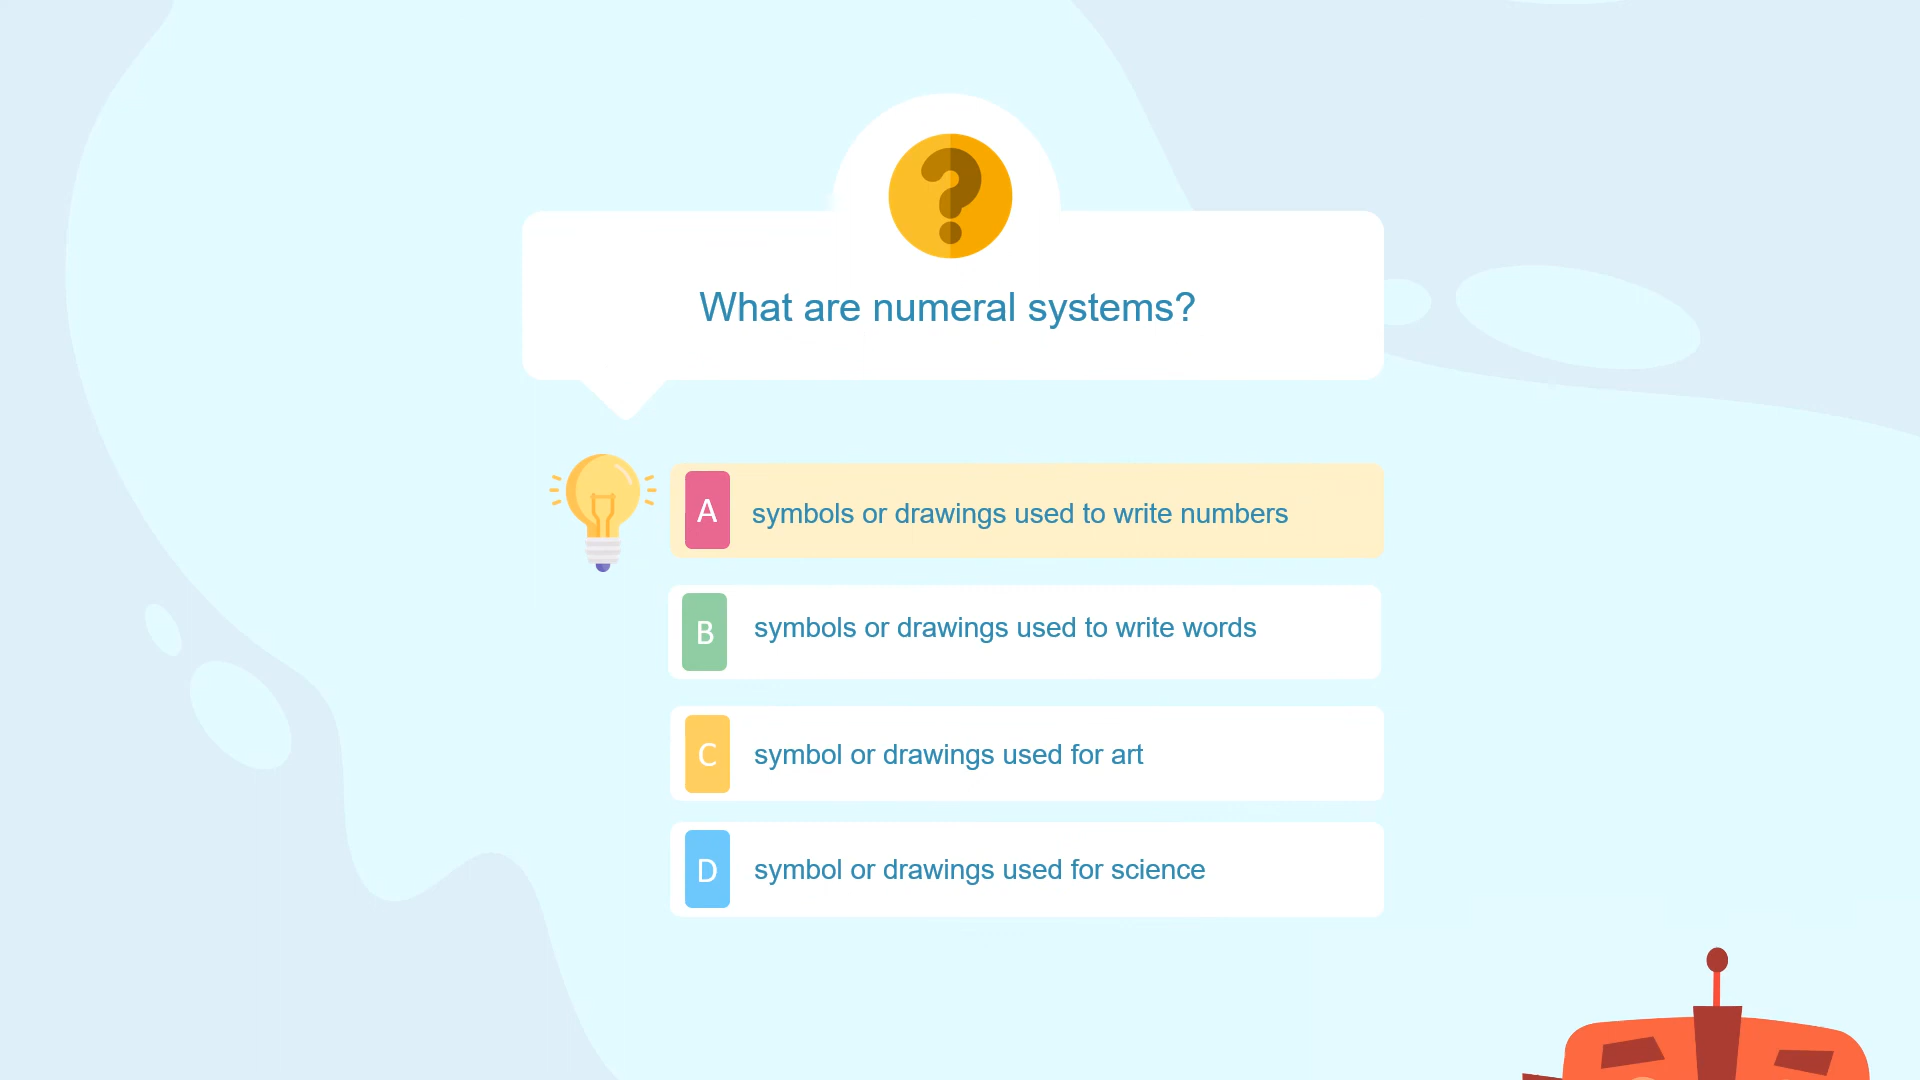 What are numeral systems?
A symbols or drawings used to write numbers
B symbols or drawings used to write words
C symbol or drawings used for art
D symbol or drawings used for science